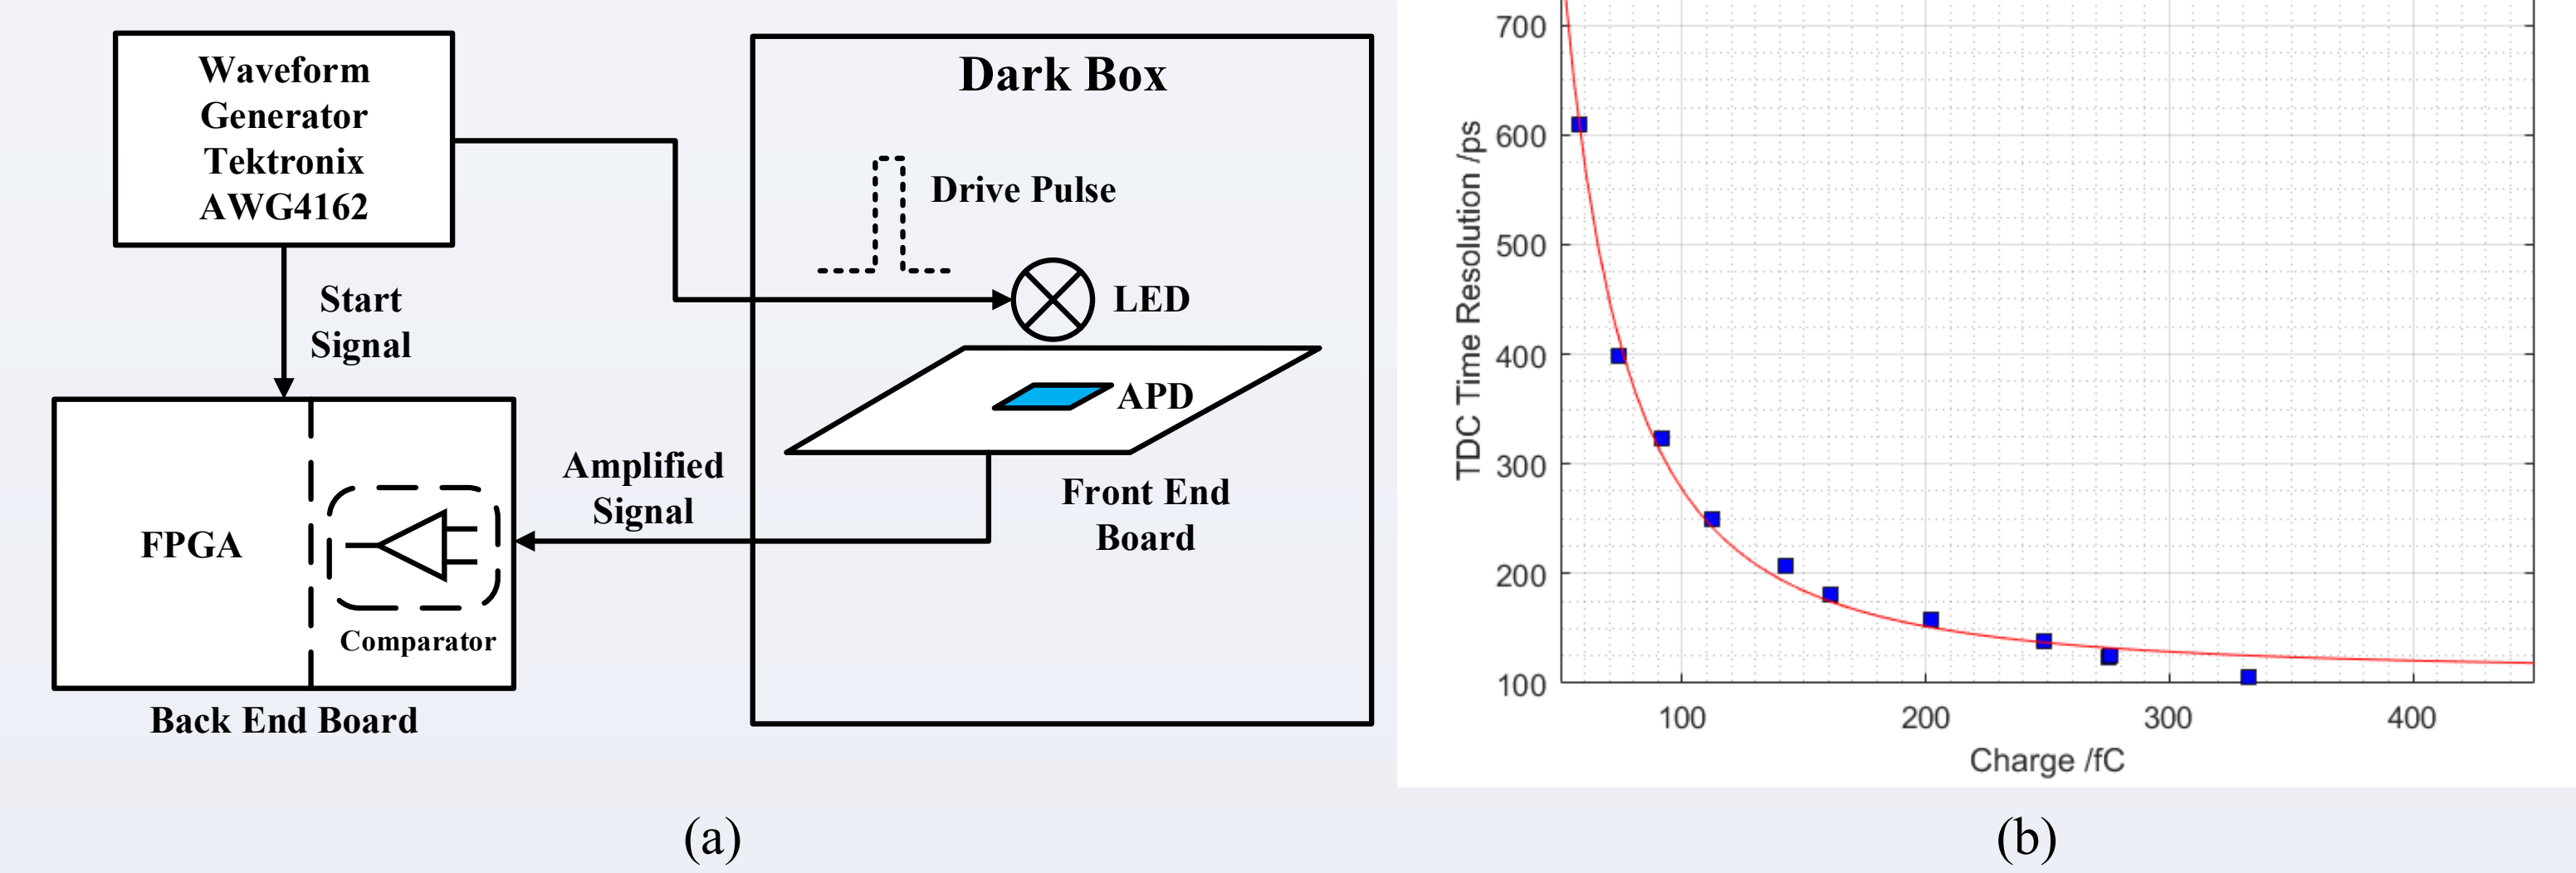 Waveform
Generator
Tektronix
AWG4162
Start
Signal
FPGA
Comparator
Back End Board
Amplified
Signal
Dark Box
Drive Pulse
LED
APD
Front End
Board
(a)
TDC Time Resolution /ps
700
600
500
400
300
200
100
100 200 300 400
Charge /fC
(b)